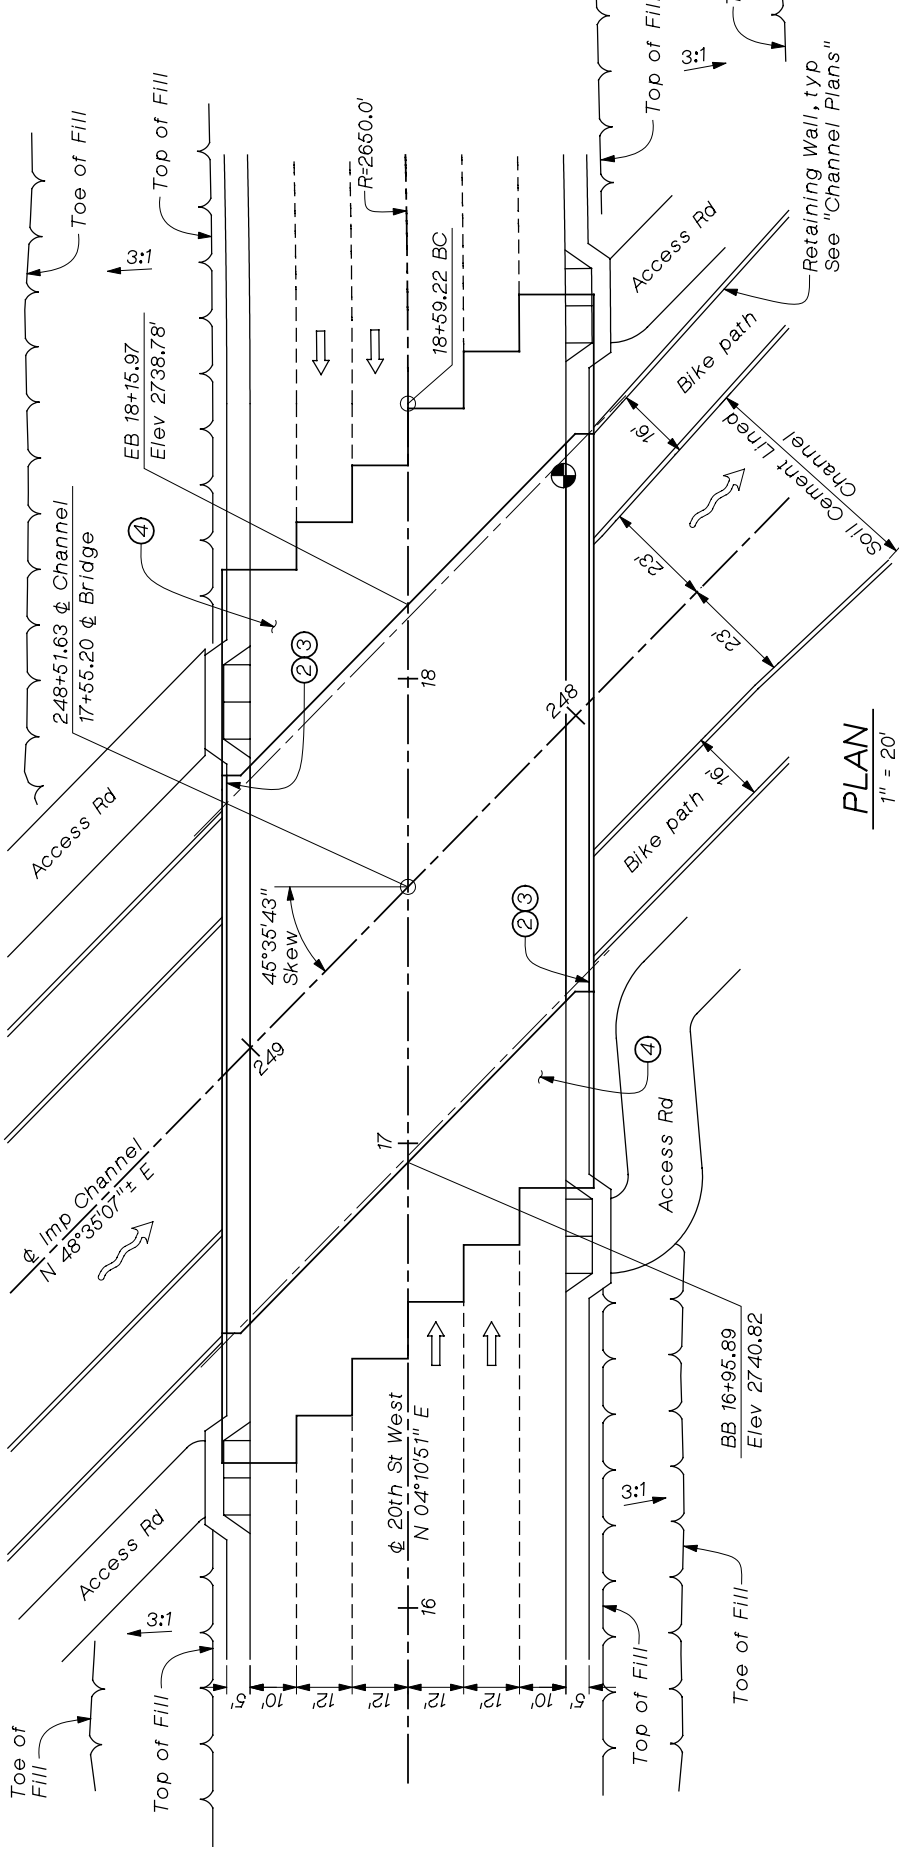 Toe of Fill
3:1
Top of Fill
EB 18+15.97
Elev 2738.78'
248+51.63 ℄ Channel
17+55.20 ℄ Bridge
4
2 3
R=2650.0'
18+59.22 BC
Top of Fill
3:1
Retaining Wall, typ
See "Channel Plans"
Access Rd
Access Rd
Bike path
16'
Soil Cement Lined
Channel
23'
23'
16'
Bike path
18
248
45°35'43"
Skew
249
2 3
4
17
℄ Imp Channel
N 48°35'07"± E
Access Rd
BB 16+95.89
Elev 2740.82
℄ 20th St West
N 04°10'51" E
16
Access Rd
3:1
3:1
Toe of
Fill
Top of Fill
5'
10'
12'
12'
12'
12'
10'
5'
Top of Fill
Toe of Fill
PLAN
1" = 20'